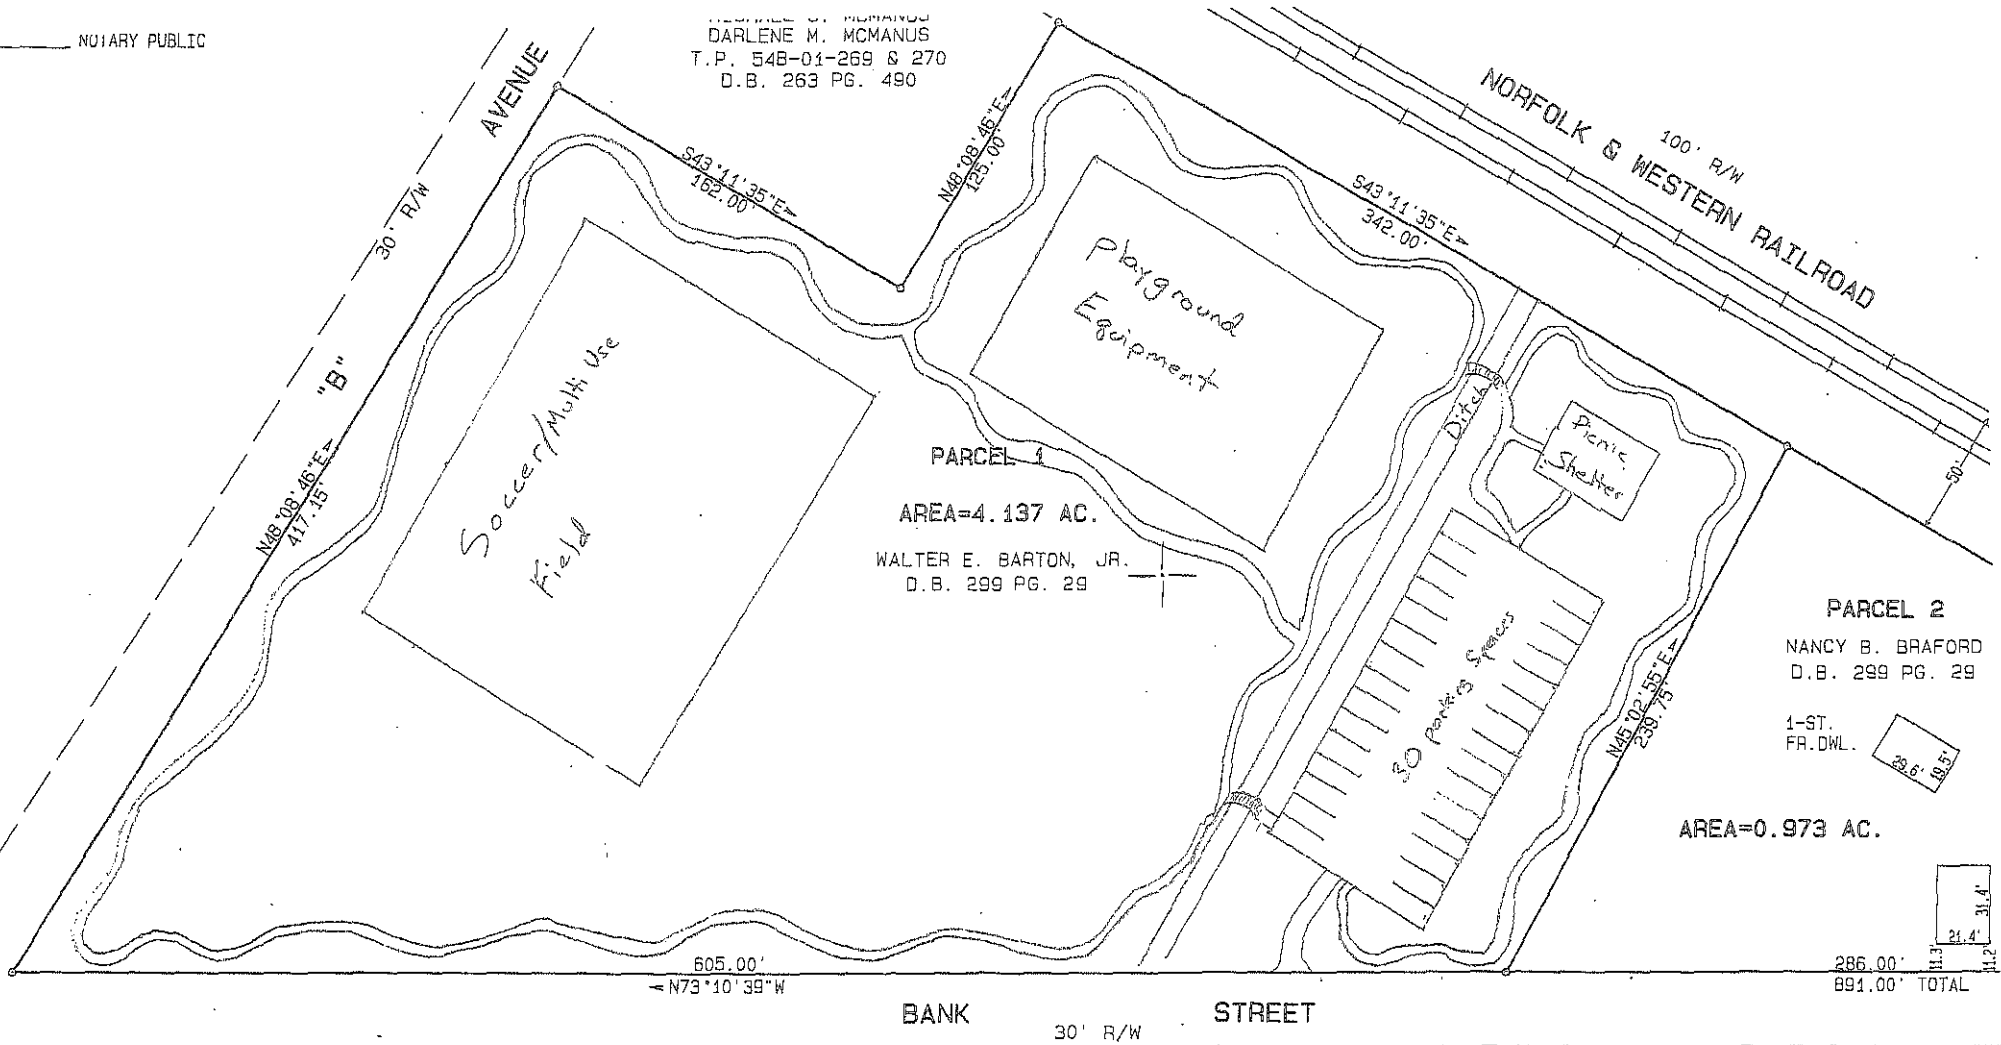 NOTARY PUBLIC
DARLENE M. MCMANUS
T.P. 54B-01-269 & 270
D.B. 263 PG. 490
"B" AVENUE
30' R/W
N48°08'46"E
417.15'
S43°11'35"E
162.00'
N48°08'46"E
125.00'
S43°11'35"E
342.00'
NORFOLK & WESTERN RAILROAD
100' R/W
50'
Playground
Equipment
Soccer/Multi Use
Field
Ditch
Picnic
Shelter
30 parking Spaces
PARCEL 1
AREA=4.137 AC.
WALTER E. BARTON, JR.
D.B. 299 PG. 29
N45°02'55"E
239.75'
PARCEL 2
NANCY B. BRAFORD
D.B. 299 PG. 29
1-ST.
FR.DWL.
29.6' 19.5'
AREA=0.973 AC.
31.4'
21.4'
11.3' 11.2'
605.00'
N73°10'39"W
286.00'
891.00' TOTAL
BANK STREET
30' R/W